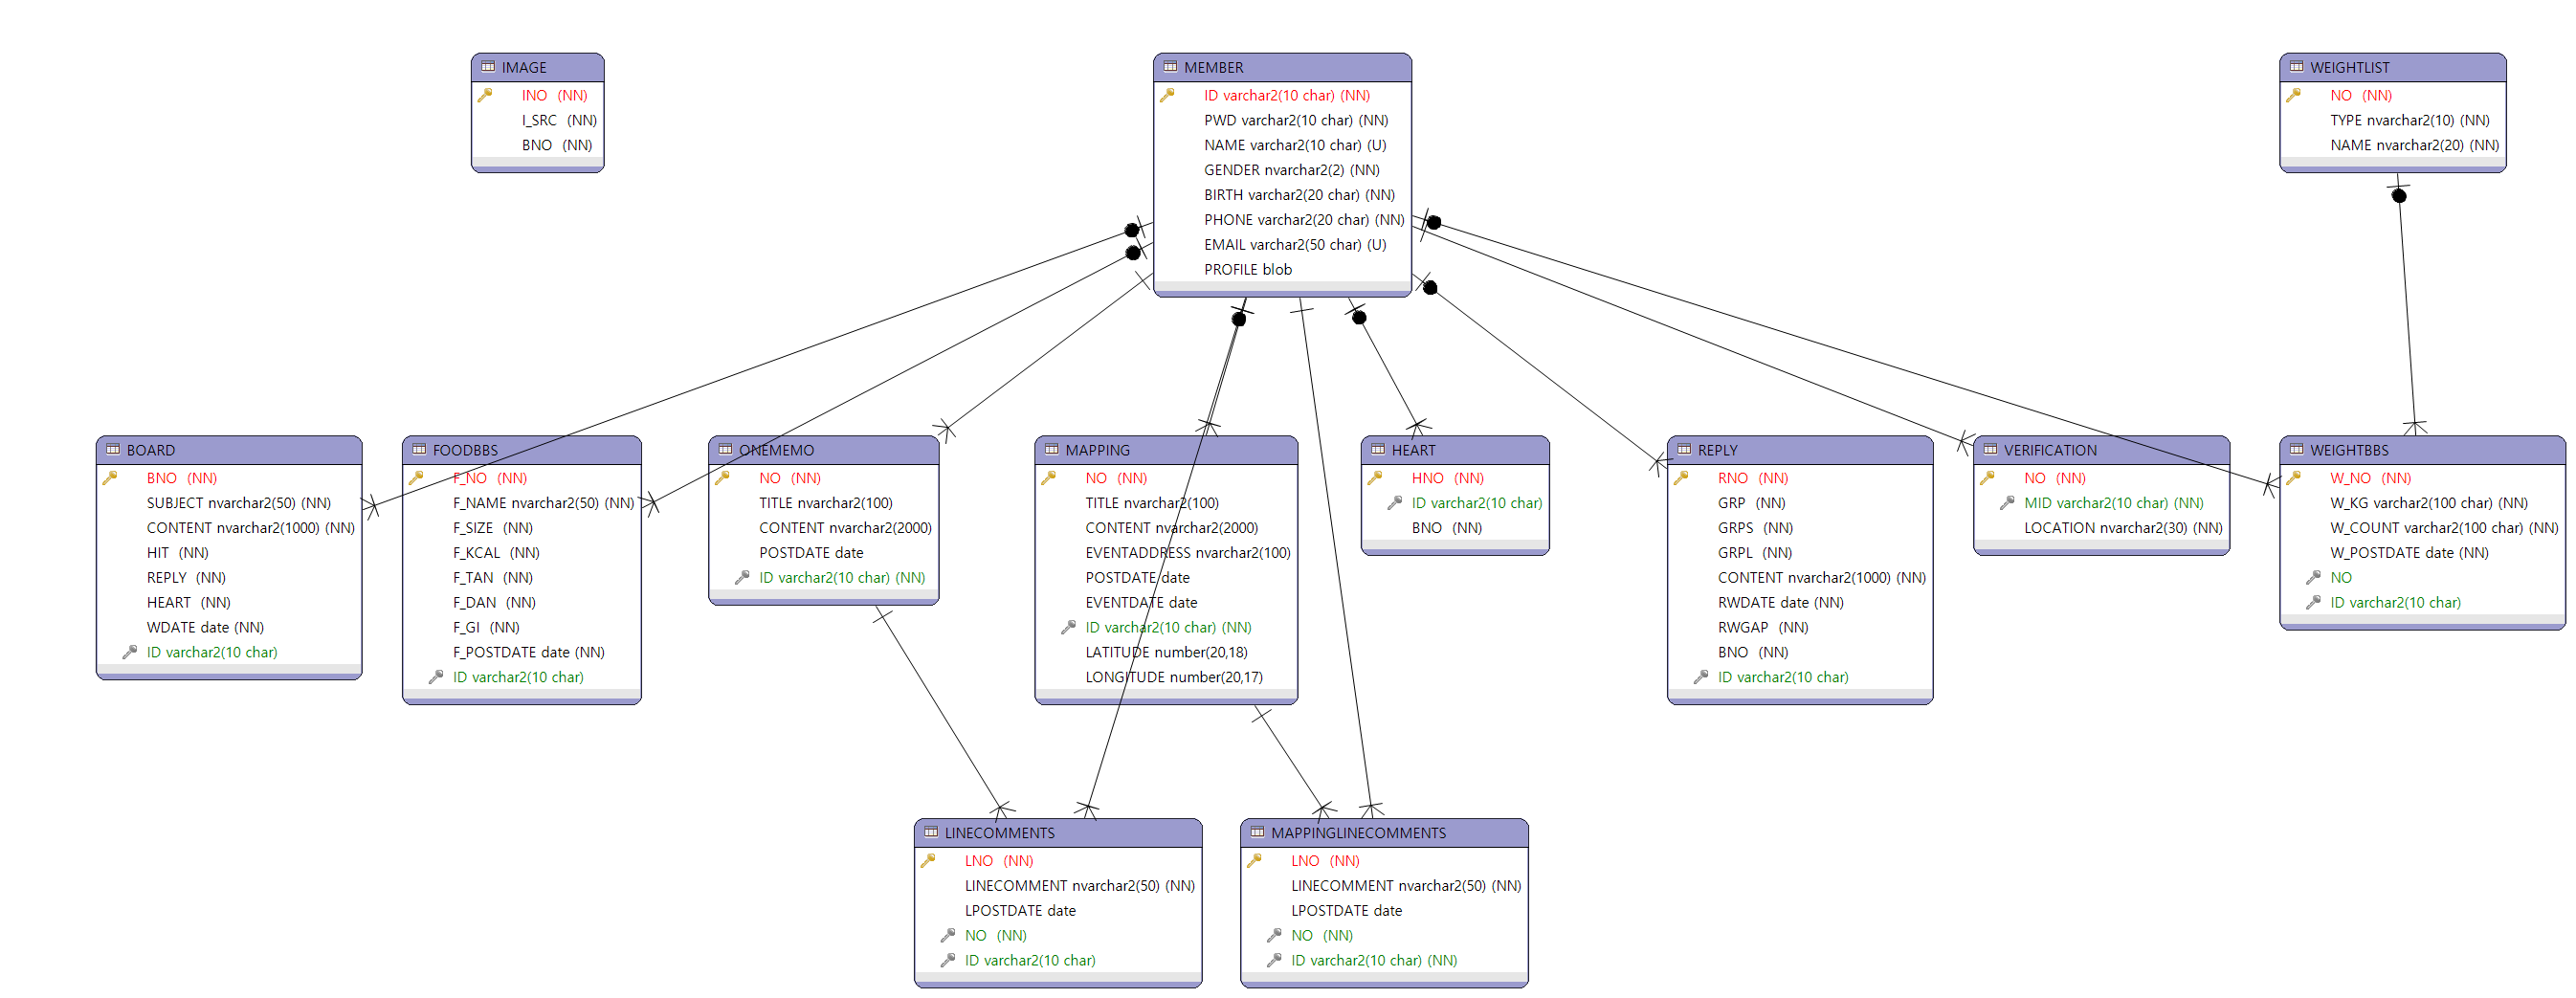 IMAGE
INO (NN)
I_SRC (NN)
BNO (NN)
MEMBER
ID varchar2(10 char) (NN)
PWD varchar2(10 char) (NN)
NAME varchar2(10 char) (U)
GENDER nvarchar2(2) (NN)
BIRTH varchar2(20 char) (NN)
PHONE varchar2(20 char) (NN)
EMAIL varchar2(50 char) (U)
PROFILE blob
WEIGHTLIST
NO (NN)
TYPE nvarchar2(10) (NN)
NAME nvarchar2(20) (NN)
BOARD
BNO (NN)
SUBJECT nvarchar2(50) (NN)
CONTENT nvarchar2(1000) (NN)
HIT (NN)
REPLY (NN)
HEART (NN)
WDATE date (NN)
ID varchar2(10 char)
FOODBBS
F_NO (NN)
F_NAME nvarchar2(50) (NN)
F_SIZE (NN)
F_KCAL (NN)
F_TAN (NN)
F_DAN (NN)
F_GI (NN)
F_POSTDATE date (NN)
ID varchar2(10 char)
ONEMEMO
NO (NN)
TITLE nvarchar2(100)
CONTENT nvarchar2(2000)
POSTDATE date
ID varchar2(10 char) (NN)
MAPPING
NO (NN)
TITLE nvarchar2(100)
CONTENT nvarchar2(2000)
EVENTADDRESS nvarchar2(100)
POSTDATE date
EVENTDATE date
ID varchar2(10 char) (NN)
LATITUDE number(20,18)
LONGITUDE number(20,17)
HEART
HNO (NN)
ID varchar2(10 char)
BNO (NN)
REPLY
RNO (NN)
GRP (NN)
GRPS (NN)
GRPL (NN)
CONTENT nvarchar2(1000) (NN)
RWDATE date (NN)
RWGAP (NN)
BNO (NN)
ID varchar2(10 char)
VERIFICATION
NO (NN)
MID varchar2(10 char) (NN)
LOCATION nvarchar2(30) (NN)
WEIGHTBBS
W_NO (NN)
W_KG varchar2(100 char) (NN)
W_COUNT varchar2(100 char) (NN)
W_POSTDATE date (NN)
NO
ID varchar2(10 char)
LINECOMMENTS
LNO (NN)
LINECOMMENT nvarchar2(50) (NN)
LPOSTDATE date
NO (NN)
ID varchar2(10 char)
MAPPINGLINECOMMENTS
LNO (NN)
LINECOMMENT nvarchar2(50) (NN)
LPOSTDATE date
NO (NN)
ID varchar2(10 char) (NN)